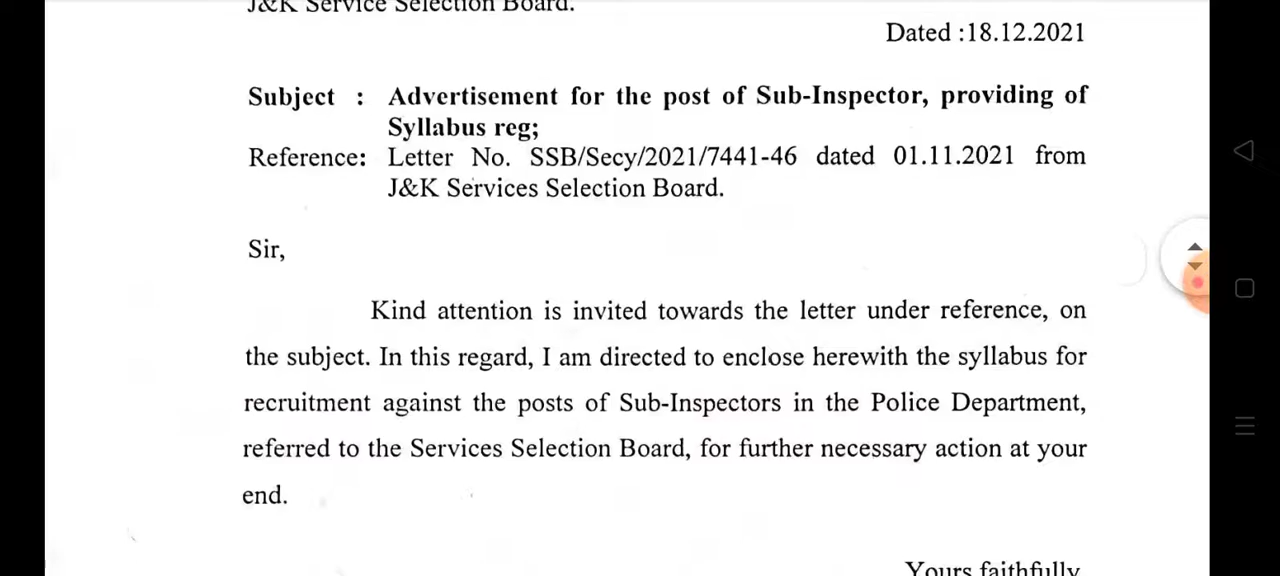 J&K Service Selection Board.
Dated :18.12.2021
Subject : Advertisement for the post of Sub-Inspector, providing of
Syllabus reg;
Reference: Letter No. SSB/Secy/2021/7441-46 dated 01.11.2021 from
J&K Services Selection Board.
Sir,
Kind attention is invited towards the letter under reference, on
the subject. In this regard, I am directed to enclose herewith the syllabus for
recruitment against the posts of Sub-Inspectors in the Police Department,
referred to the Services Selection Board, for further necessary action at your
end.
Yours faithfully